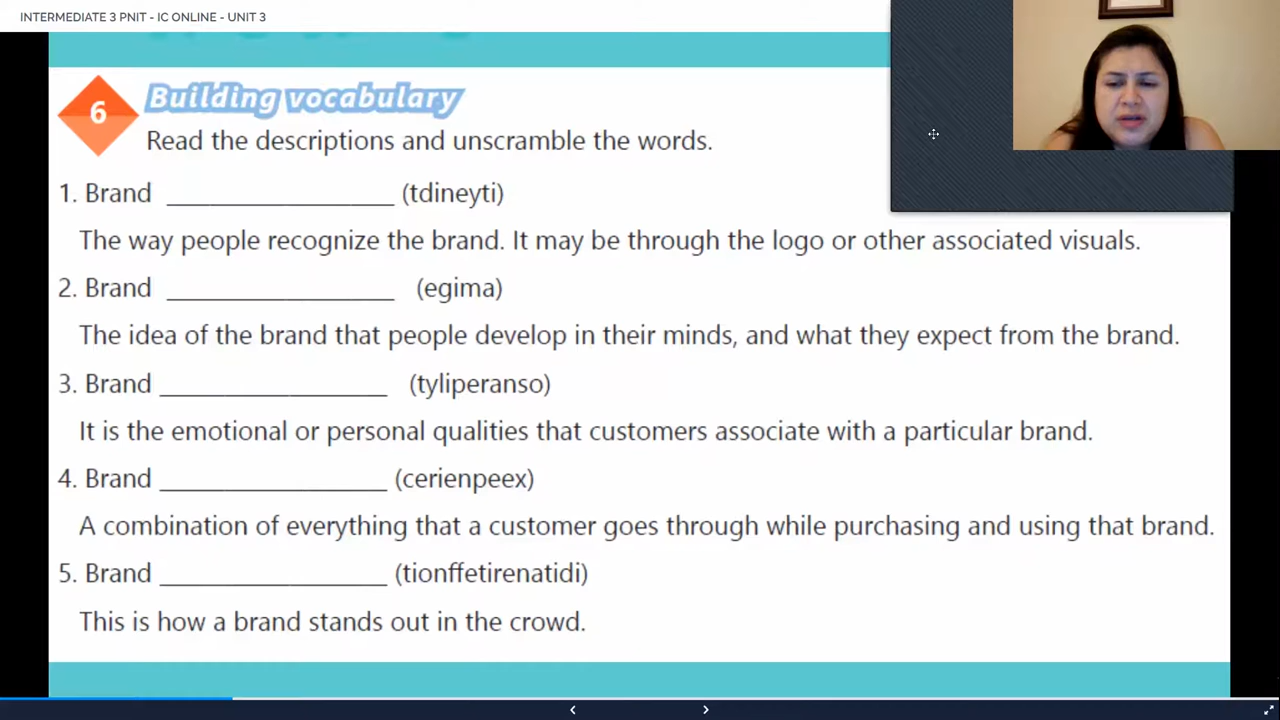 INTERMEDIATE 3 PNIT - IC ONLINE - UNIT 3
6
Building vocabulary
Read the descriptions and unscramble the words.
1. Brand ________________ (tdineyti)
The way people recognize the brand. It may be through the logo or other associated visuals.
2. Brand ________________ (egima)
The idea of the brand that people develop in their minds, and what they expect from the brand.
3. Brand ________________ (tyliperanso)
It is the emotional or personal qualities that customers associate with a particular brand.
4. Brand ________________ (cerienpeex)
A combination of everything that a customer goes through while purchasing and using that brand.
5. Brand ________________ (tionffetirenatidi)
This is how a brand stands out in the crowd.